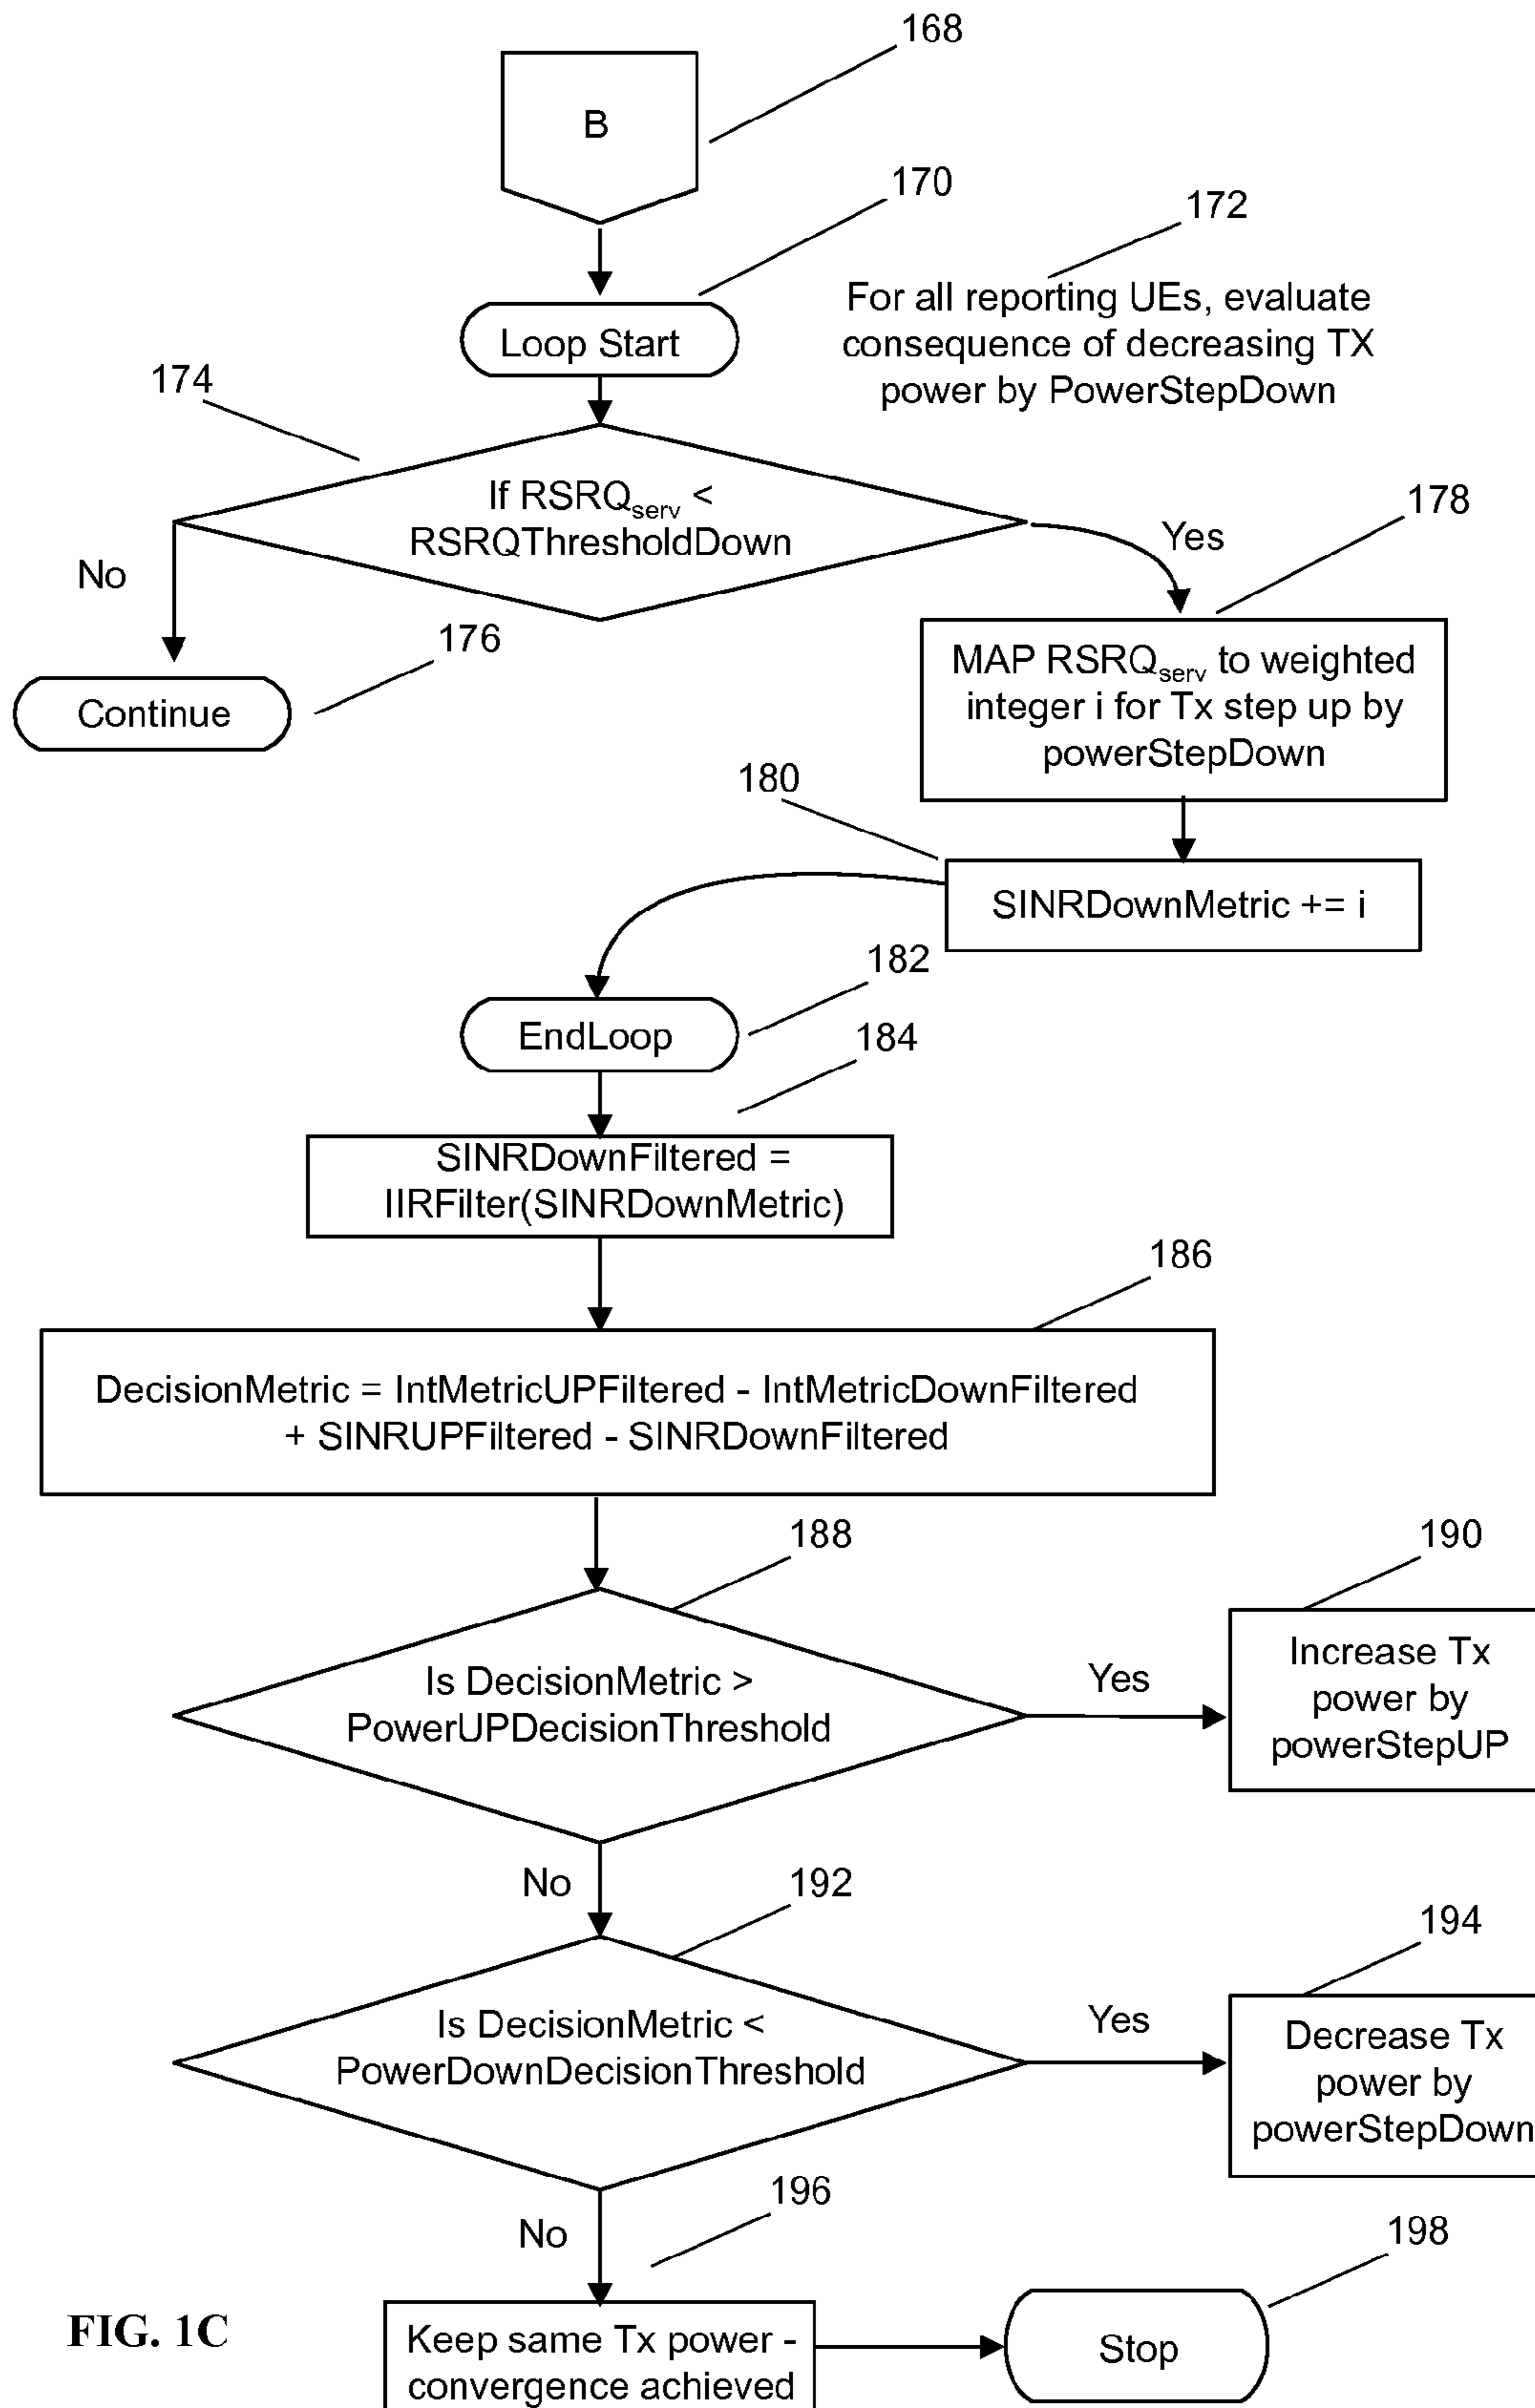 168
B
170
172
Loop Start
For all reporting UEs, evaluate
consequence of decreasing TX
power by PowerStepDown
174
If RSRQserv <
RSRQThresholdDown
Yes
178
No
176
Continue
MAP RSRQserv to weighted
integer i for Tx step up by
powerStepDown
180
SINRDownMetric += i
182
EndLoop
184
SINRDownFiltered =
IIRFilter(SINRDownMetric)
186
DecisionMetric = IntMetricUPFiltered - IntMetricDownFiltered
+ SINRUPFiltered - SINRDownFiltered
188
190
Is DecisionMetric >
PowerUPDecisionThreshold
Yes
Increase Tx
power by
powerStepUP
No
192
194
Is DecisionMetric <
PowerDownDecisionThreshold
Yes
Decrease Tx
power by
powerStepDown
No
196
198
FIG. 1C
Keep same Tx power -
convergence achieved
Stop